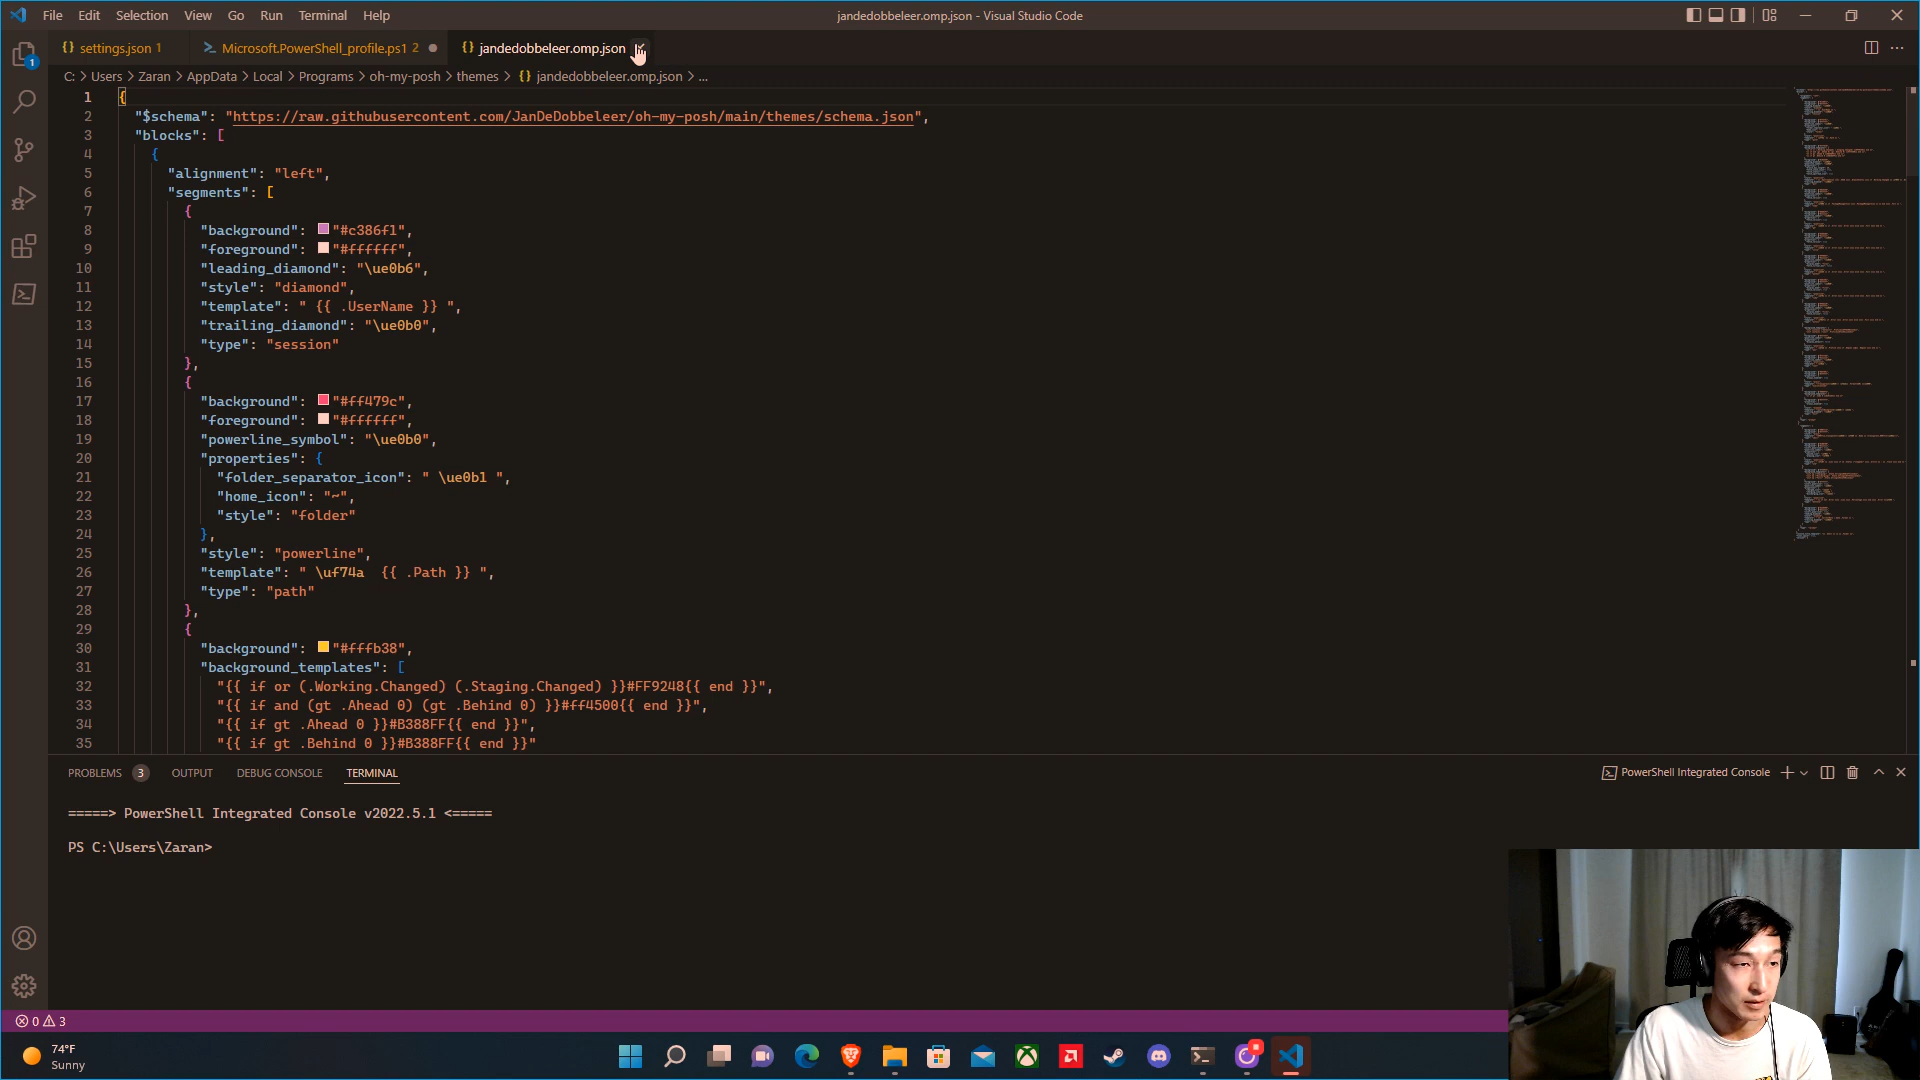 File Edit Selection View Go Run Terminal Help
jandedobbeleer.omp.json - Visual Studio Code
settings.json 1
Microsoft.PowerShell_profile.ps1 2
jandedobbeleer.omp.json
C: > Users > Zaran > AppData > Local > Programs > oh-my-posh > themes > {} jandedobbeleer.omp.json > ...
1 {
2 "$schema": "https://raw.githubusercontent.com/JanDeDobbeleer/oh-my-posh/main/themes/schema.json",
3 "blocks": [
4 {
5 "alignment": "left",
6 "segments": [
7 {
8 "background": "#c386f1",
9 "foreground": "#ffffff",
10 "leading_diamond": "\ue0b6",
11 "style": "diamond",
12 "template": " {{ .UserName }} ",
13 "trailing_diamond": "\ue0b0",
14 "type": "session"
15 },
16 {
17 "background": "#ff479c",
18 "foreground": "#ffffff",
19 "powerline_symbol": "\ue0b0",
20 "properties": {
21 "folder_separator_icon": " \ue0b1 ",
22 "home_icon": "~",
23 "style": "folder"
24 },
25 "style": "powerline",
26 "template": " \uf74a  {{ .Path }} ",
27 "type": "path"
28 },
29 {
30 "background": "#fffb38",
31 "background_templates": [
32 "{{ if or (.Working.Changed) (.Staging.Changed) }}#FF9248{{ end }}",
33 "{{ if and (gt .Ahead 0) (gt .Behind 0) }}#ff4500{{ end }}",
34 "{{ if gt .Ahead 0 }}#B388FF{{ end }}",
35 "{{ if gt .Behind 0 }}#B388FF{{ end }}"
PROBLEMS 3 OUTPUT DEBUG CONSOLE TERMINAL
PowerShell Integrated Console
=====> PowerShell Integrated Console v2022.5.1 <=====
PS C:\Users\Zaran>
0 3
74°F
Sunny